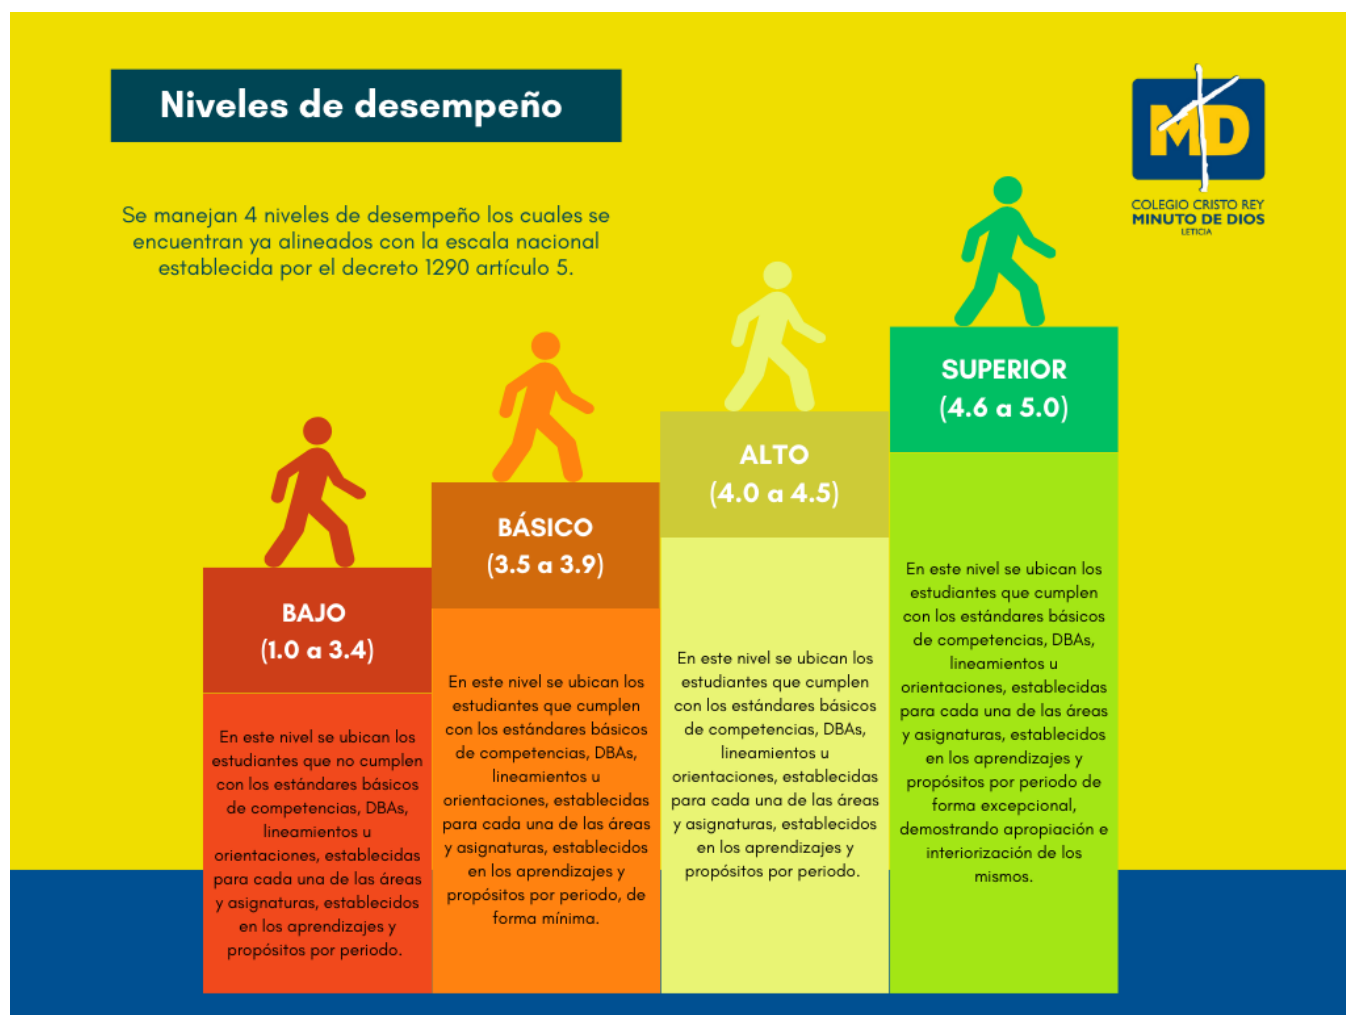 Niveles de desempeño
MD
COLEGIO CRISTO REY
MINUTO DE DIOS
LETICIA
Se manejan 4 niveles de desempeño los cuales se
encuentran ya alineados con la escala nacional
establecida por el decreto 1290 artículo 5.
BAJO
(1.0 a 3.4)
En este nivel se ubican los
estudiantes que no cumplen
con los estándares básicos
de competencias, DBAs,
lineamientos u
orientaciones, establecidas
para cada una de las áreas
y asignaturas, establecidos
en los aprendizajes y
propósitos por periodo.
BÁSICO
(3.5 a 3.9)
En este nivel se ubican los
estudiantes que cumplen
con los estándares básicos
de competencias, DBAs,
lineamientos u
orientaciones, establecidas
para cada una de las áreas
y asignaturas, establecidos
en los aprendizajes y
propósitos por periodo, de
forma mínima.
ALTO
(4.0 a 4.5)
En este nivel se ubican los
estudiantes que cumplen
con los estándares básicos
de competencias, DBAs,
lineamientos u
orientaciones, establecidas
para cada una de las áreas
y asignaturas, establecidos
en los aprendizajes y
propósitos por periodo.
SUPERIOR
(4.6 a 5.0)
En este nivel se ubican los
estudiantes que cumplen
con los estándares básicos
de competencias, DBAs,
lineamientos u
orientaciones, establecidas
para cada una de las áreas
y asignaturas, establecidos
en los aprendizajes y
propósitos por periodo de
forma excepcional,
demostrando apropiación e
interiorización de los
mismos.